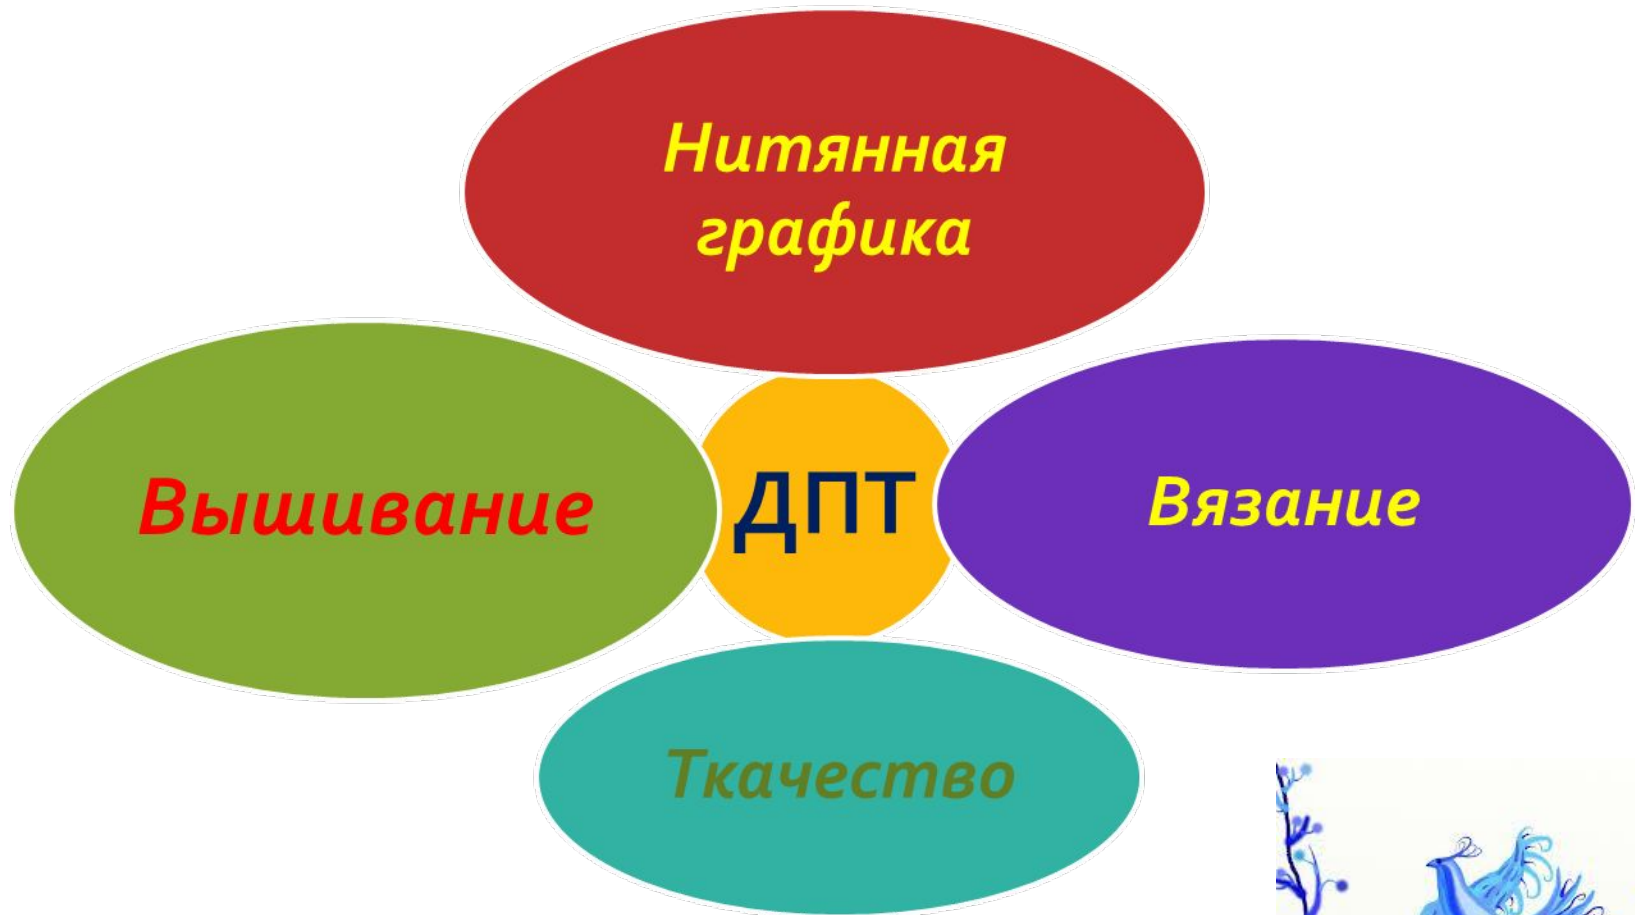 Нитянная
графика
Вышивание
ДПТ
Вязание
Ткачество